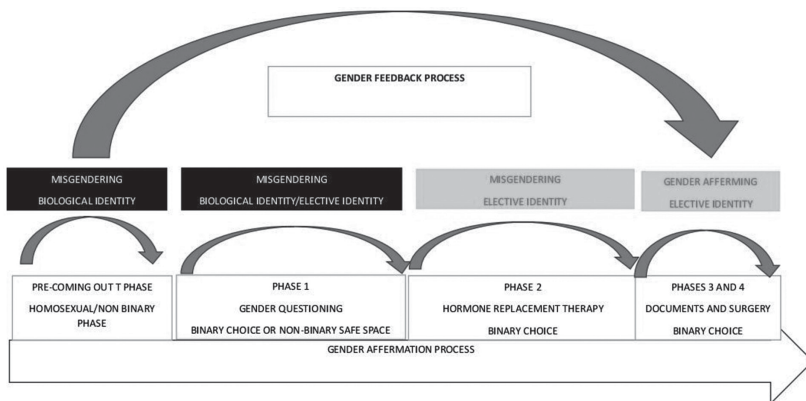 GENDER FEEDBACK PROCESS
MISGENDERING
BIOLOGICAL IDENTITY
MISGENDERING
BIOLOGICAL IDENTITY/ELECTIVE IDENTITY
MISGENDERING
ELECTIVE IDENTITY
GENDER AFFERMING
ELECTIVE IDENTITY
PRE-COMING OUT T PHASE
HOMOSEXUAL/NON BINARY
PHASE
PHASE 1
GENDER QUESTIONING
BINARY CHOICE OR NON-BINARY SAFE SPACE
PHASE 2
HORMONE REPLACEMENT THERAPY
BINARY CHOICE
PHASES 3 AND 4
DOCUMENTS AND SURGERY
BINARY CHOICE
GENDER AFFERMATION PROCESS